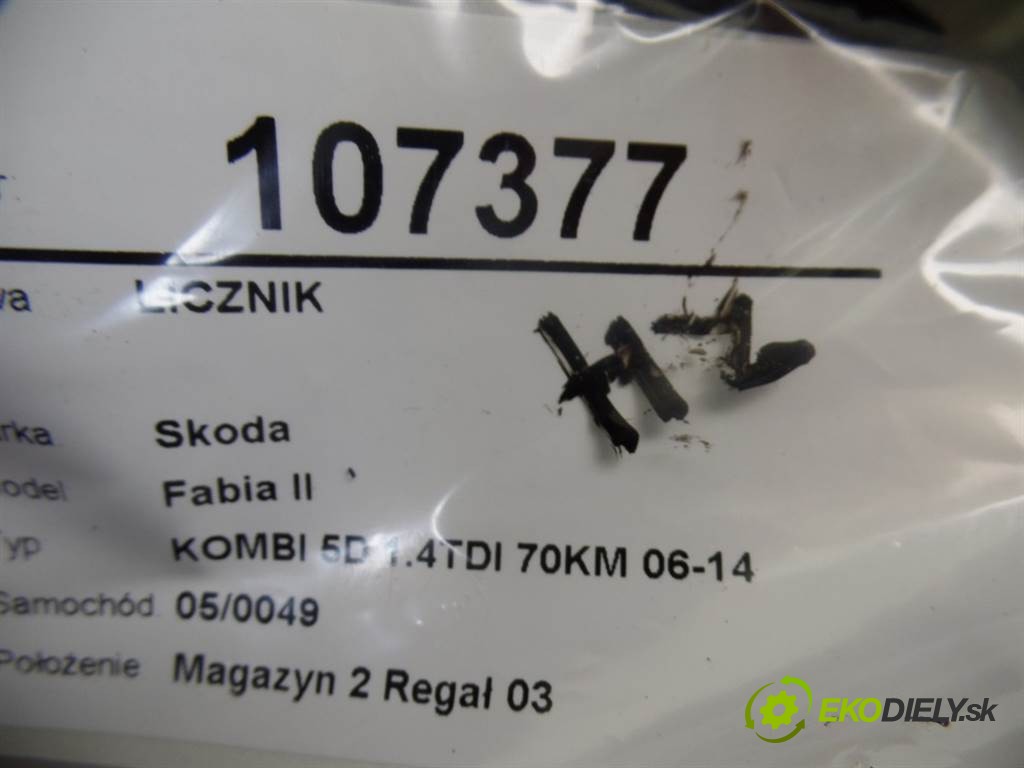 107377
LICZNIK
Skoda
Fabia II
KOMBI 5D 1.4TDI 70KM 06-14
Samochód 05/0049
Położenie Magazyn 2 Regał 03
EKODIELY.sk